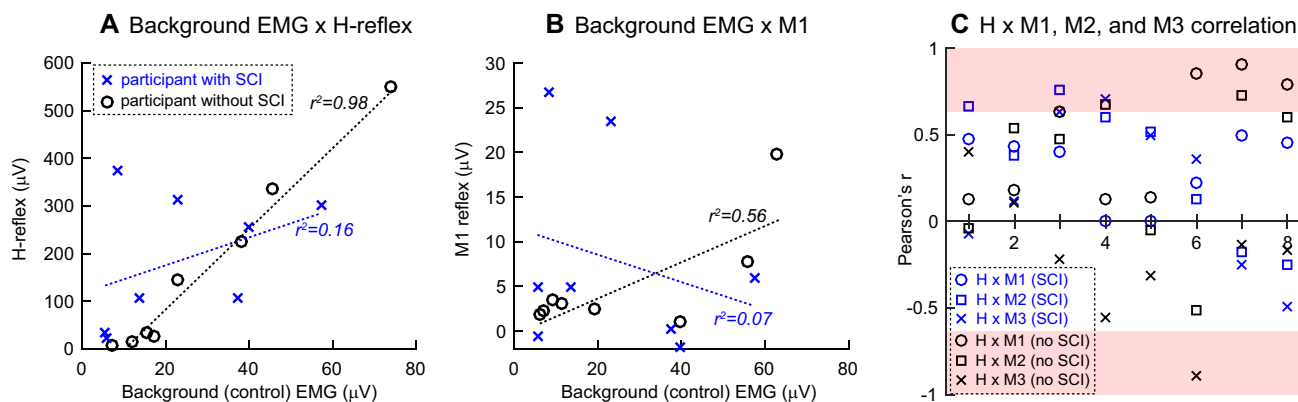 A Background EMG x H-reflex
600
500
400
300
200
100
0
0 20 40 60 80
H-reflex (μV)
Background (control) EMG (μV)
participant with SCI
participant without SCI
r²=0.98
r²=0.16
B Background EMG x M1
30
25
20
15
10
5
0
0 20 40 60 80
M1 reflex (μV)
Background (control) EMG (μV)
r²=0.56
r²=0.07
C H x M1, M2, and M3 correlation
1
0.5
0
-0.5
-1
2 4 6 8
Pearson's r
H x M1 (SCI)
H x M2 (SCI)
H x M3 (SCI)
H x M1 (no SCI)
H x M2 (no SCI)
H x M3 (no SCI)